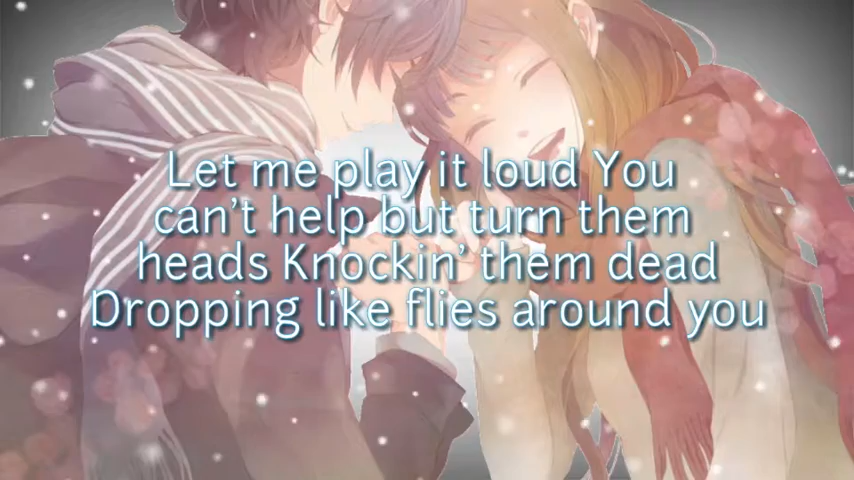 Let me play it loud You
can't help but turn them
heads Knockin' them dead
Dropping like flies around you